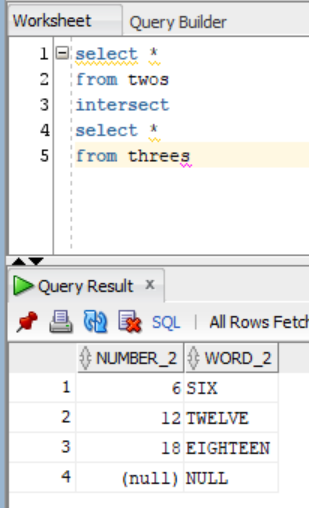 Worksheet Query Builder
1 select *
2 from twos
3 intersect
4 select *
5 from threes
Query Result x
SQL | All Rows Fetch
NUMBER_2 WORD_2
1 6 SIX
2 12 TWELVE
3 18 EIGHTEEN
4 (null) NULL